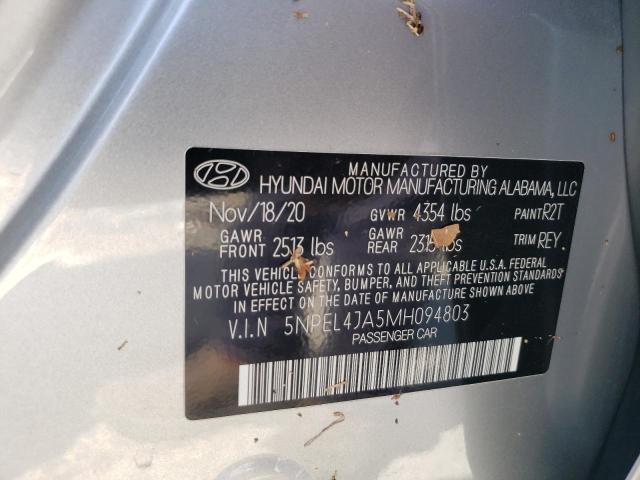 MANUFACTURED BY
HYUNDAI MOTOR MANUFACTURING ALABAMA, LLC
Nov/18/20 GVWR 4354 lbs PAINT R2T
GAWR FRONT 2513 lbs GAWR REAR 2315 lbs TRIM REY
THIS VEHICLE CONFORMS TO ALL APPLICABLE U.S.A. FEDERAL
MOTOR VEHICLE SAFETY, BUMPER, AND THEFT PREVENTION STANDARDS
IN EFFECT ON THE DATE OF MANUFACTURE SHOWN ABOVE.
V.I.N 5NPEL4JA5MH094803
PASSENGER CAR